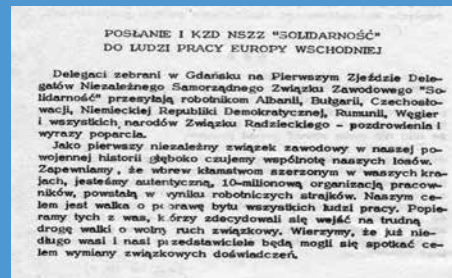 POSŁANIE I KZD NSZZ "SOLIDARNOŚĆ"
DO LUDZI PRACY EUROPY WSCHODNIEJ
Delegaci zebrani w Gdańsku na Pierwszym Zjeździe Dele-
gatów Niezależnego Samorządnego Związku Zawodowego "So-
lidarność" przesyłają robotnikom Albanii, Bułgarii, Czechosło-
wacji, Niemieckiej Republiki Demokratycznej, Rumunii, Węgier
i wszystkich narodów Związku Radzieckiego - pozdrowienia i
wyrazy poparcia.
Jako pierwszy niezależny związek zawodowy w naszej po-
wojennej historii głęboko czujemy wspólnotę naszych losów.
Zapewniamy, że wbrew kłamstwom szerzonym w waszych kra-
jach, jesteśmy autentyczną, 10-milionową organizacją pracow-
ników, powstałą w wyniku robotniczych strajków. Naszym ce-
lem jest walka o poprawę bytu wszystkich ludzi pracy. Popie-
ramy tych z was, którzy zdecydowali się wejść na trudną
drogę walki o wolny ruch związkowy. Wierzymy, że już nie-
długo wasi i nasi przedstawiciele będą mogli się spotkać ce-
lem wymiany związkowych doświadczeń.